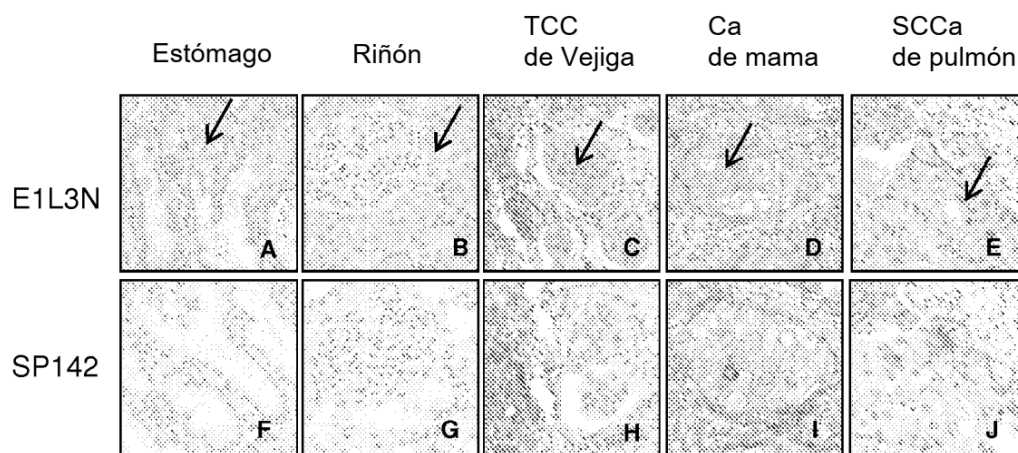 Estómago
Riñón
TCC
de Vejiga
Ca
de mama
SCCa
de pulmón
E1L3N
A
B
C
D
E
SP142
F
G
H
I
J